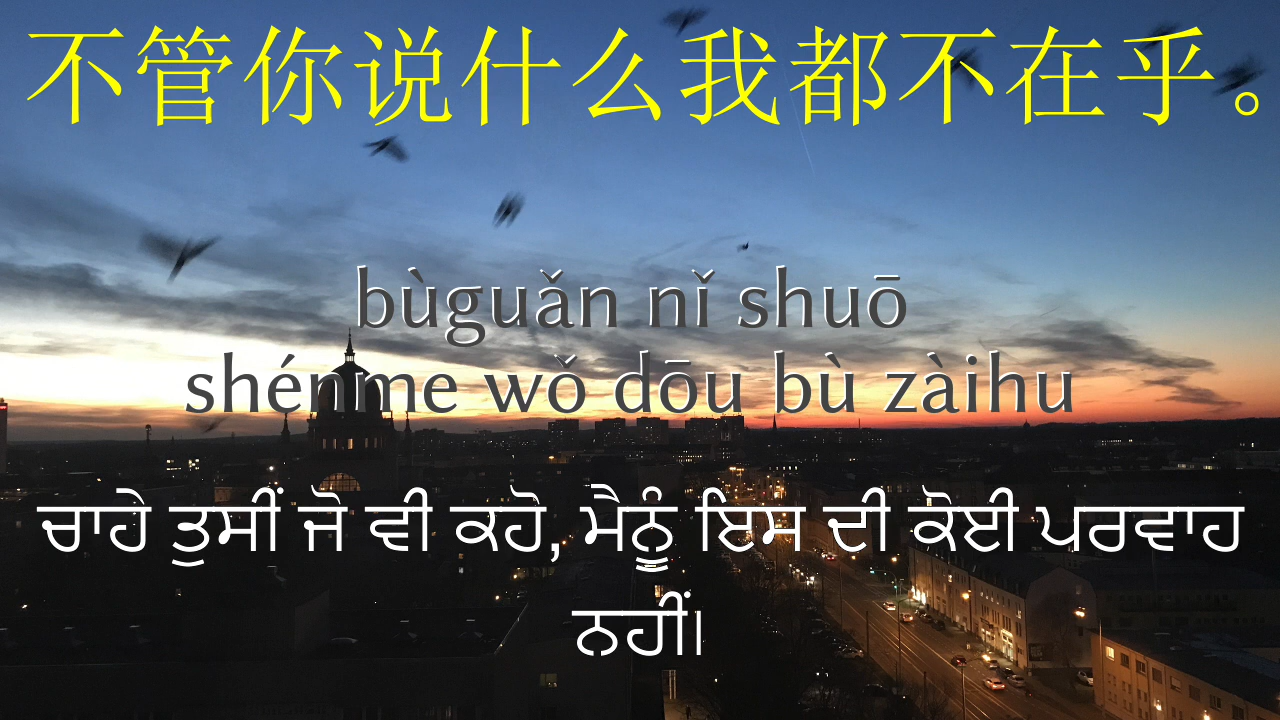 不管你说什么我都不在乎。
bùguǎn nǐ shuō
shénme wǒ dōu bù zàihu
ਚਾਹੇ ਤੁਸੀਂ ਜੋ ਵੀ ਕਹੋ, ਮੈਨੂੰ ਇਸ ਦੀ ਕੋਈ ਪਰਵਾਹ
ਨਹੀਂ।